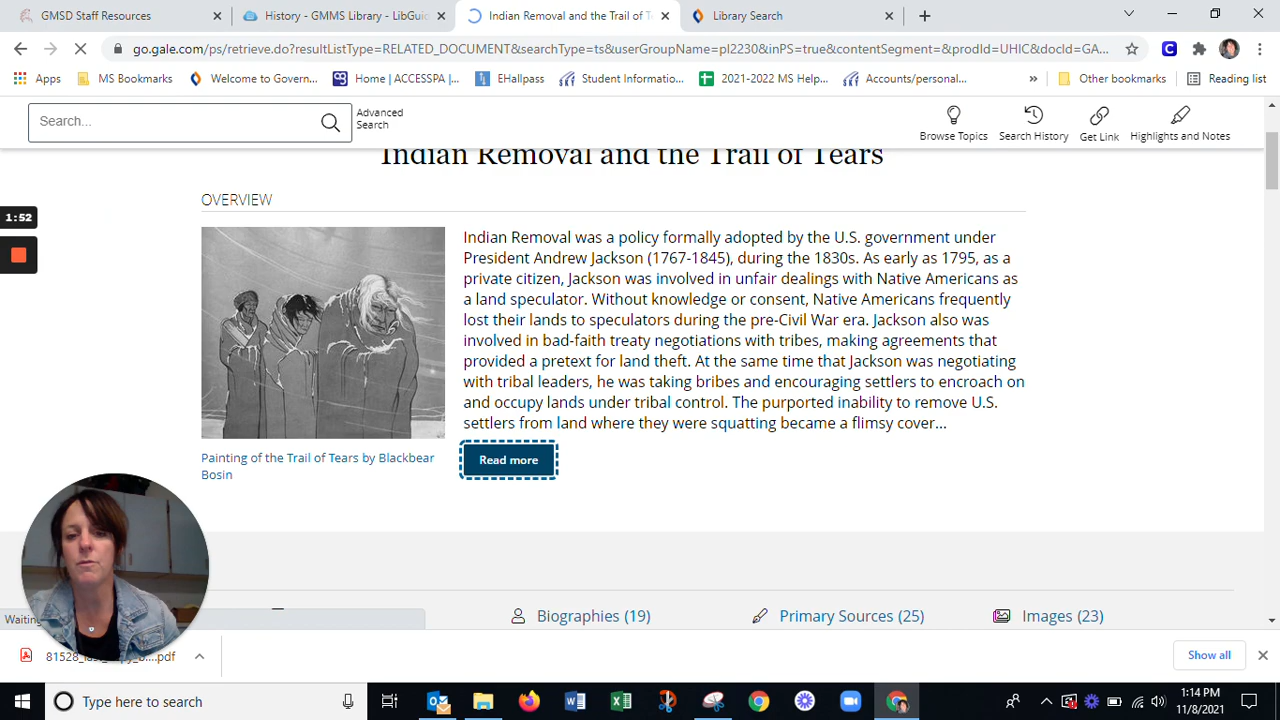 GMSD Staff Resources
History - GMMS Library - LibGuid
Indian Removal and the Trail of T
Library Search
go.gale.com/ps/retrieve.do?resultListType=RELATED_DOCUMENT&searchType=ts&userGroupName=pl2230&inPS=true&contentSegment=&prodId=UHIC&docId=GA...
Apps
MS Bookmarks
Welcome to Govern...
Home | ACCESSPA |...
EHallpass
Student Informatio...
2021-2022 MS Help...
Accounts/personal...
»
Other bookmarks
Reading list
Search...
Advanced
Search
Browse Topics
Search History
Get Link
Highlights and Notes
Indian Removal and the Trail of Tears
1:52
OVERVIEW
Indian Removal was a policy formally adopted by the U.S. government under
President Andrew Jackson (1767-1845), during the 1830s. As early as 1795, as a
private citizen, Jackson was involved in unfair dealings with Native Americans as
a land speculator. Without knowledge or consent, Native Americans frequently
lost their lands to speculators during the pre-Civil War era. Jackson also was
involved in bad-faith treaty negotiations with tribes, making agreements that
provided a pretext for land theft. At the same time that Jackson was negotiating
with tribal leaders, he was taking bribes and encouraging settlers to encroach on
and occupy lands under tribal control. The purported inability to remove U.S.
settlers from land where they were squatting became a flimsy cover...
Read more
Painting of the Trail of Tears by Blackbear
Bosin
Biographies (19)
Primary Sources (25)
Images (23)
Show all
Type here to search
1:14 PM
11/8/2021